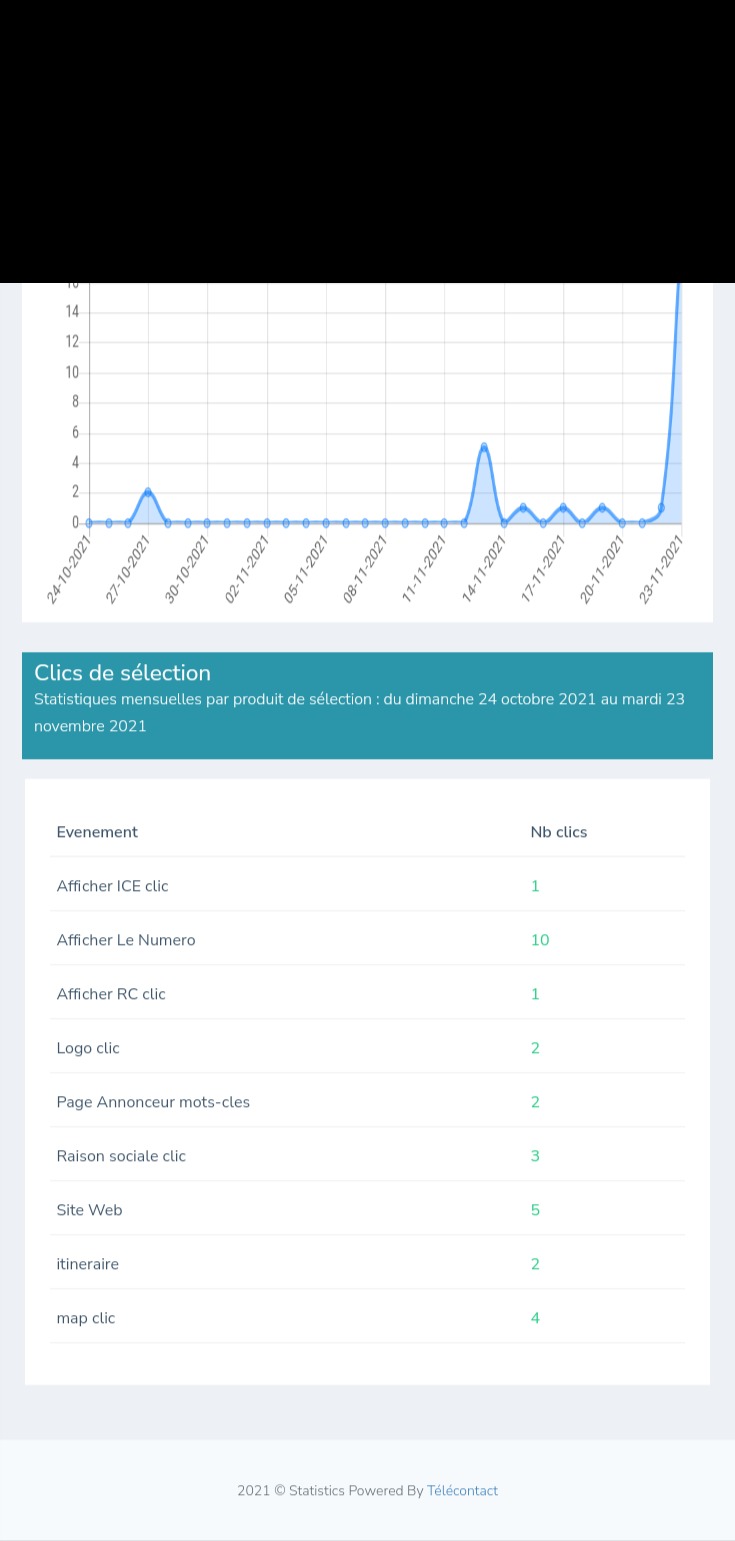 14
12
10
8
6
4
2
0
24-10-2021
27-10-2021
30-10-2021
02-11-2021
05-11-2021
08-11-2021
11-11-2021
14-11-2021
17-11-2021
20-11-2021
23-11-2021
Clics de sélection
Statistiques mensuelles par produit de sélection : du dimanche 24 octobre 2021 au mardi 23
novembre 2021
Evenement Nb clics
Afficher ICE clic 1
Afficher Le Numero 10
Afficher RC clic 1
Logo clic 2
Page Annonceur mots-cles 2
Raison sociale clic 3
Site Web 5
itineraire 2
map clic 4
2021 © Statistics Powered By Télécontact